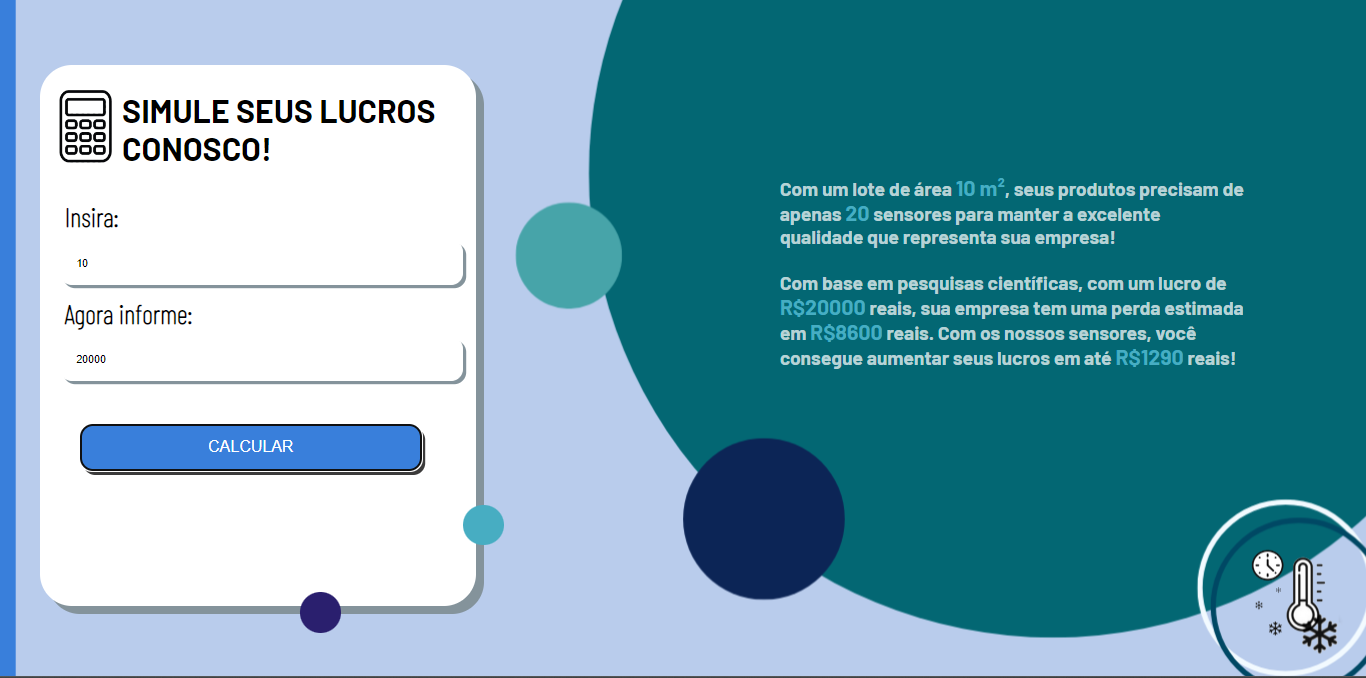 SIMULE SEUS LUCROS
CONOSCO!
Insira:
10
Agora informe:
20000
CALCULAR
Com um lote de área 10 m², seus produtos precisam de
apenas 20 sensores para manter a excelente
qualidade que representa sua empresa!
Com base em pesquisas científicas, com um lucro de
R$20000 reais, sua empresa tem uma perda estimada
em R$8600 reais. Com os nossos sensores, você
consegue aumentar seus lucros em até R$1290 reais!